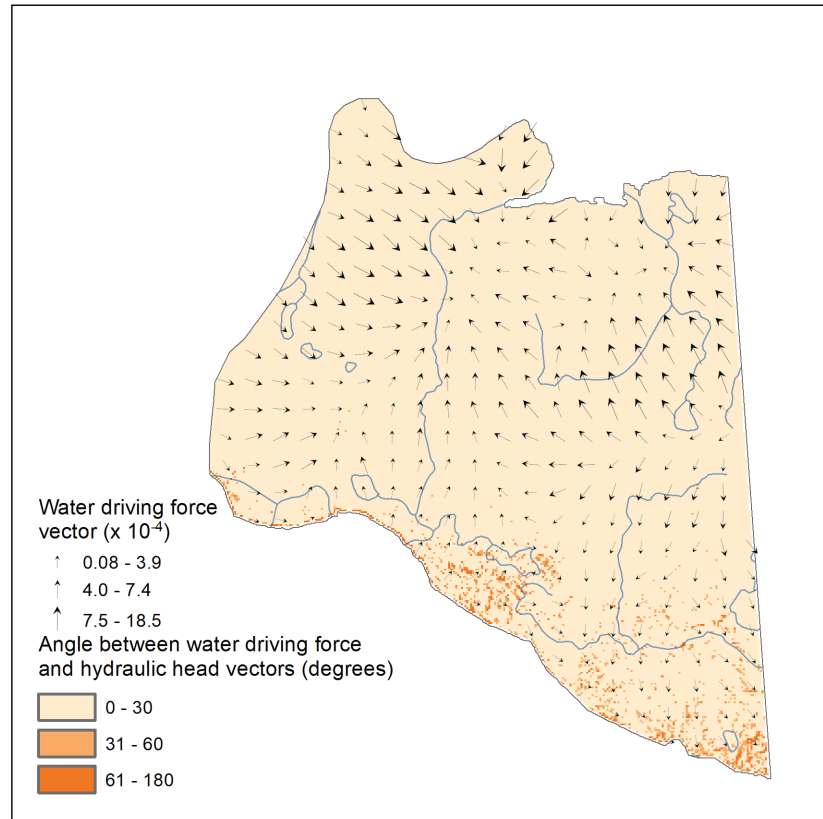 Water driving force
vector (x 10⁻⁴)
0.08 - 3.9
4.0 - 7.4
7.5 - 18.5
Angle between water driving force
and hydraulic head vectors (degrees)
0 - 30
31 - 60
61 - 180